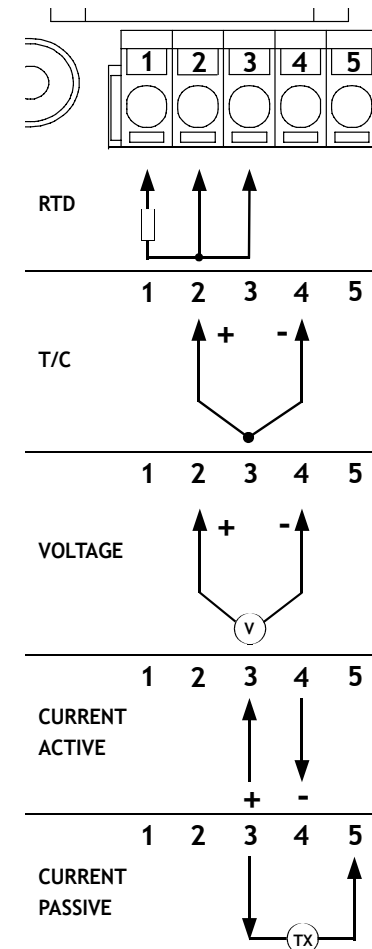 1 2 3 4 5
RTD
1 2 3 4 5
+ -
T/C
1 2 3 4 5
+ -
VOLTAGE
V
1 2 3 4 5
CURRENT
ACTIVE
+ -
1 2 3 4 5
CURRENT
PASSIVE
TX